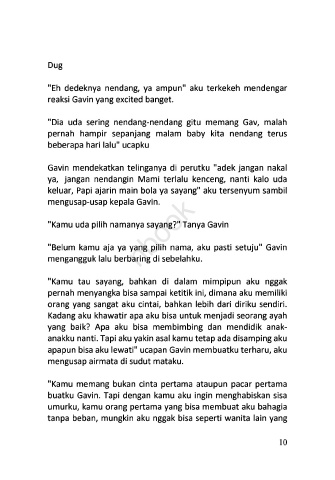 Dug
"Eh dedeknya nendang, ya ampun" aku terkekeh mendengar
reaksi Gavin yang excited banget.
"Dia uda sering nendang-nendang gitu memang Gav, malah
pernah hampir sepanjang malam baby kita nendang terus
beberapa hari lalu" ucapku
Gavin mendekatkan telinganya di perutku "adek jangan nakal
ya, jangan nendangin Mami terlalu kenceng, nanti kalo uda
keluar, Papi ajarin main bola ya sayang" aku tersenyum sambil
mengusap-usap kepala Gavin.
"Kamu uda pilih namanya sayang?" Tanya Gavin
"Belum kamu aja ya yang pilih nama, aku pasti setuju" Gavin
mengangguk lalu berbaring di sebelahku.
"Kamu tau sayang, bahkan di dalam mimpipun aku nggak
pernah menyangka bisa sampai ketitik ini, dimana aku memiliki
orang yang sangat aku cintai, bahkan lebih dari diriku sendiri.
Kadang aku khawatir apa aku bisa untuk menjadi seorang ayah
yang baik? Apa aku bisa membimbing dan mendidik anak-
anakku nanti. Tapi aku yakin asal kamu tetap ada disamping aku
apapun bisa aku lewati" ucapan Gavin membuatku terharu, aku
mengusap airmata di sudut mataku.
"Kamu memang bukan cinta pertama ataupun pacar pertama
buatku Gavin. Tapi dengan kamu aku ingin menghabiskan sisa
umurku, kamu orang pertama yang bisa membuat aku bahagia
tanpa beban, mungkin aku nggak bisa seperti wanita lain yang
10